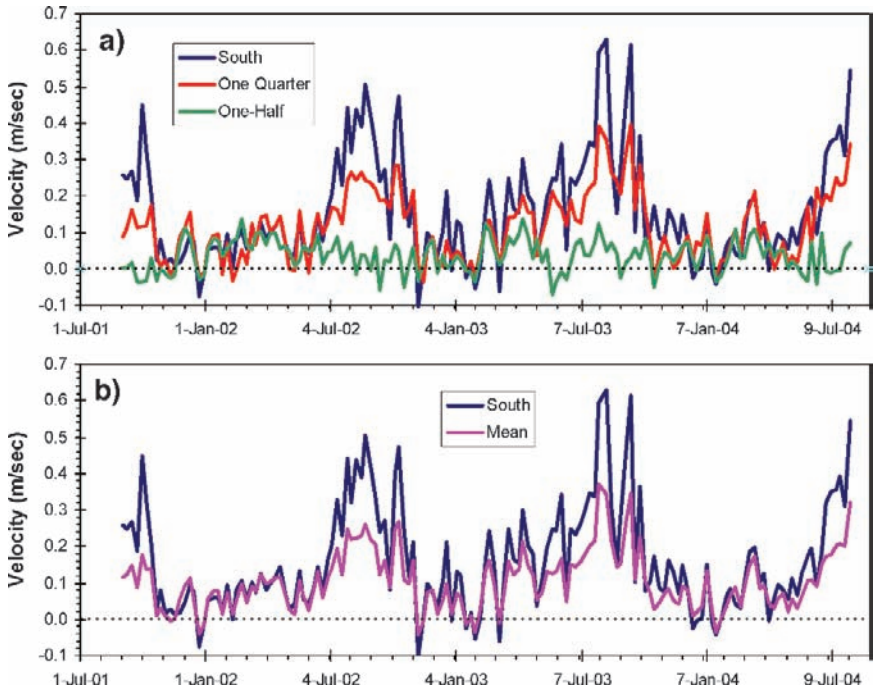 a)
South
One Quarter
One-Half
Velocity (m/sec)
0.7
0.6
0.5
0.4
0.3
0.2
0.1
0.0
-0.1
1-Jul-01
1-Jan-02
4-Jul-02
4-Jan-03
7-Jul-03
7-Jan-04
9-Jul-04
b)
South
Mean
Velocity (m/sec)
0.7
0.6
0.5
0.4
0.3
0.2
0.1
0.0
-0.1
1-Jul-01
1-Jan-02
4-Jul-02
4-Jan-03
7-Jul-03
7-Jan-04
9-Jul-04